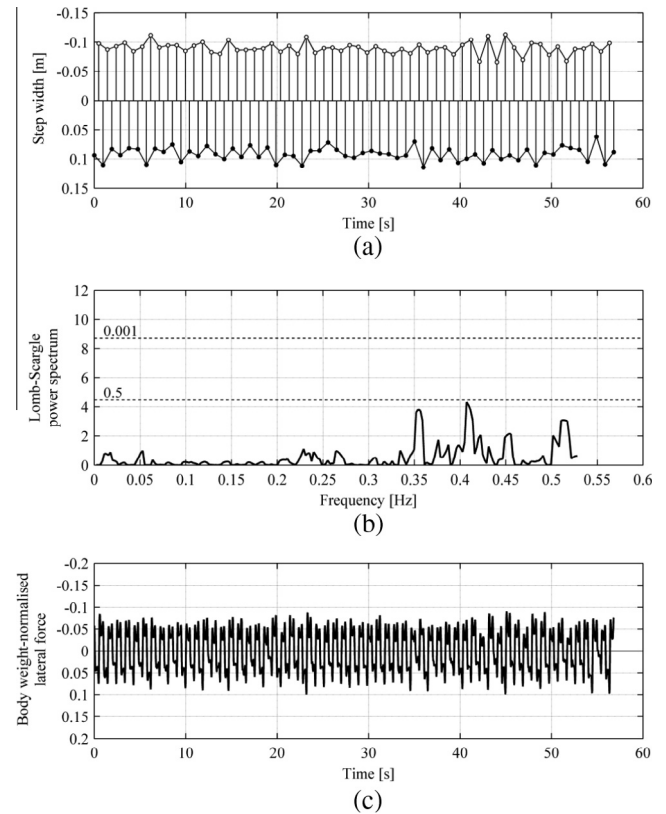 -0.15
-0.1
-0.05
0
0.05
0.1
0.15
Step width [m]
0 10 20 30 40 50 60
Time [s]
(a)
12
10
8
6
4
2
0
0.001
0.5
Lomb-Scargle
power spectrum
0 0.05 0.1 0.15 0.2 0.25 0.3 0.35 0.4 0.45 0.5 0.55 0.6
Frequency [Hz]
(b)
-0.2
-0.15
-0.1
-0.05
0
0.05
0.1
0.15
0.2
Body weight-normalised
lateral force
0 10 20 30 40 50 60
Time [s]
(c)